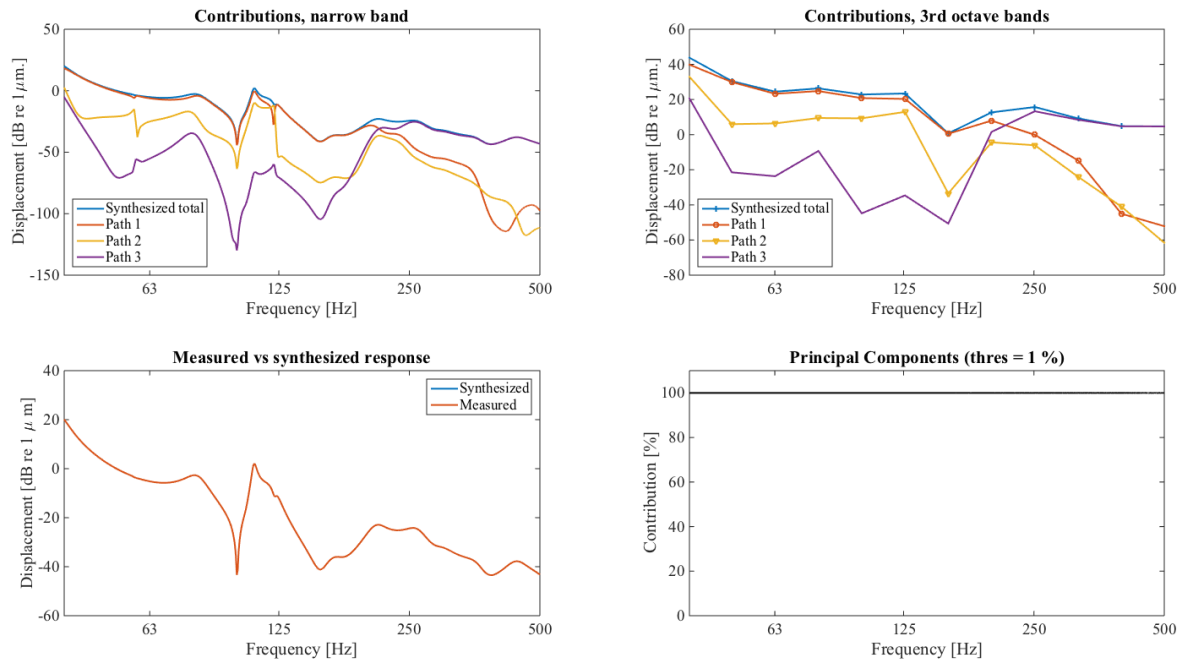 Contributions, narrow band
50
0
-50
-100
-150
Displacement [dB re 1 μm.]
Synthesized total
Path 1
Path 2
Path 3
63
125
250
500
Frequency [Hz]
Contributions, 3rd octave bands
60
40
20
0
-20
-40
-60
-80
Displacement [dB re 1μm.]
Synthesized total
Path 1
Path 2
Path 3
63
125
250
500
Frequency [Hz]
Measured vs synthesized response
40
20
0
-20
-40
-60
Displacement [dB re 1 μ m]
Synthesized
Measured
63
125
250
500
Frequency [Hz]
Principal Components (thres = 1 %)
100
80
60
40
20
0
Contribution [%]
63
125
250
500
Frequency [Hz]